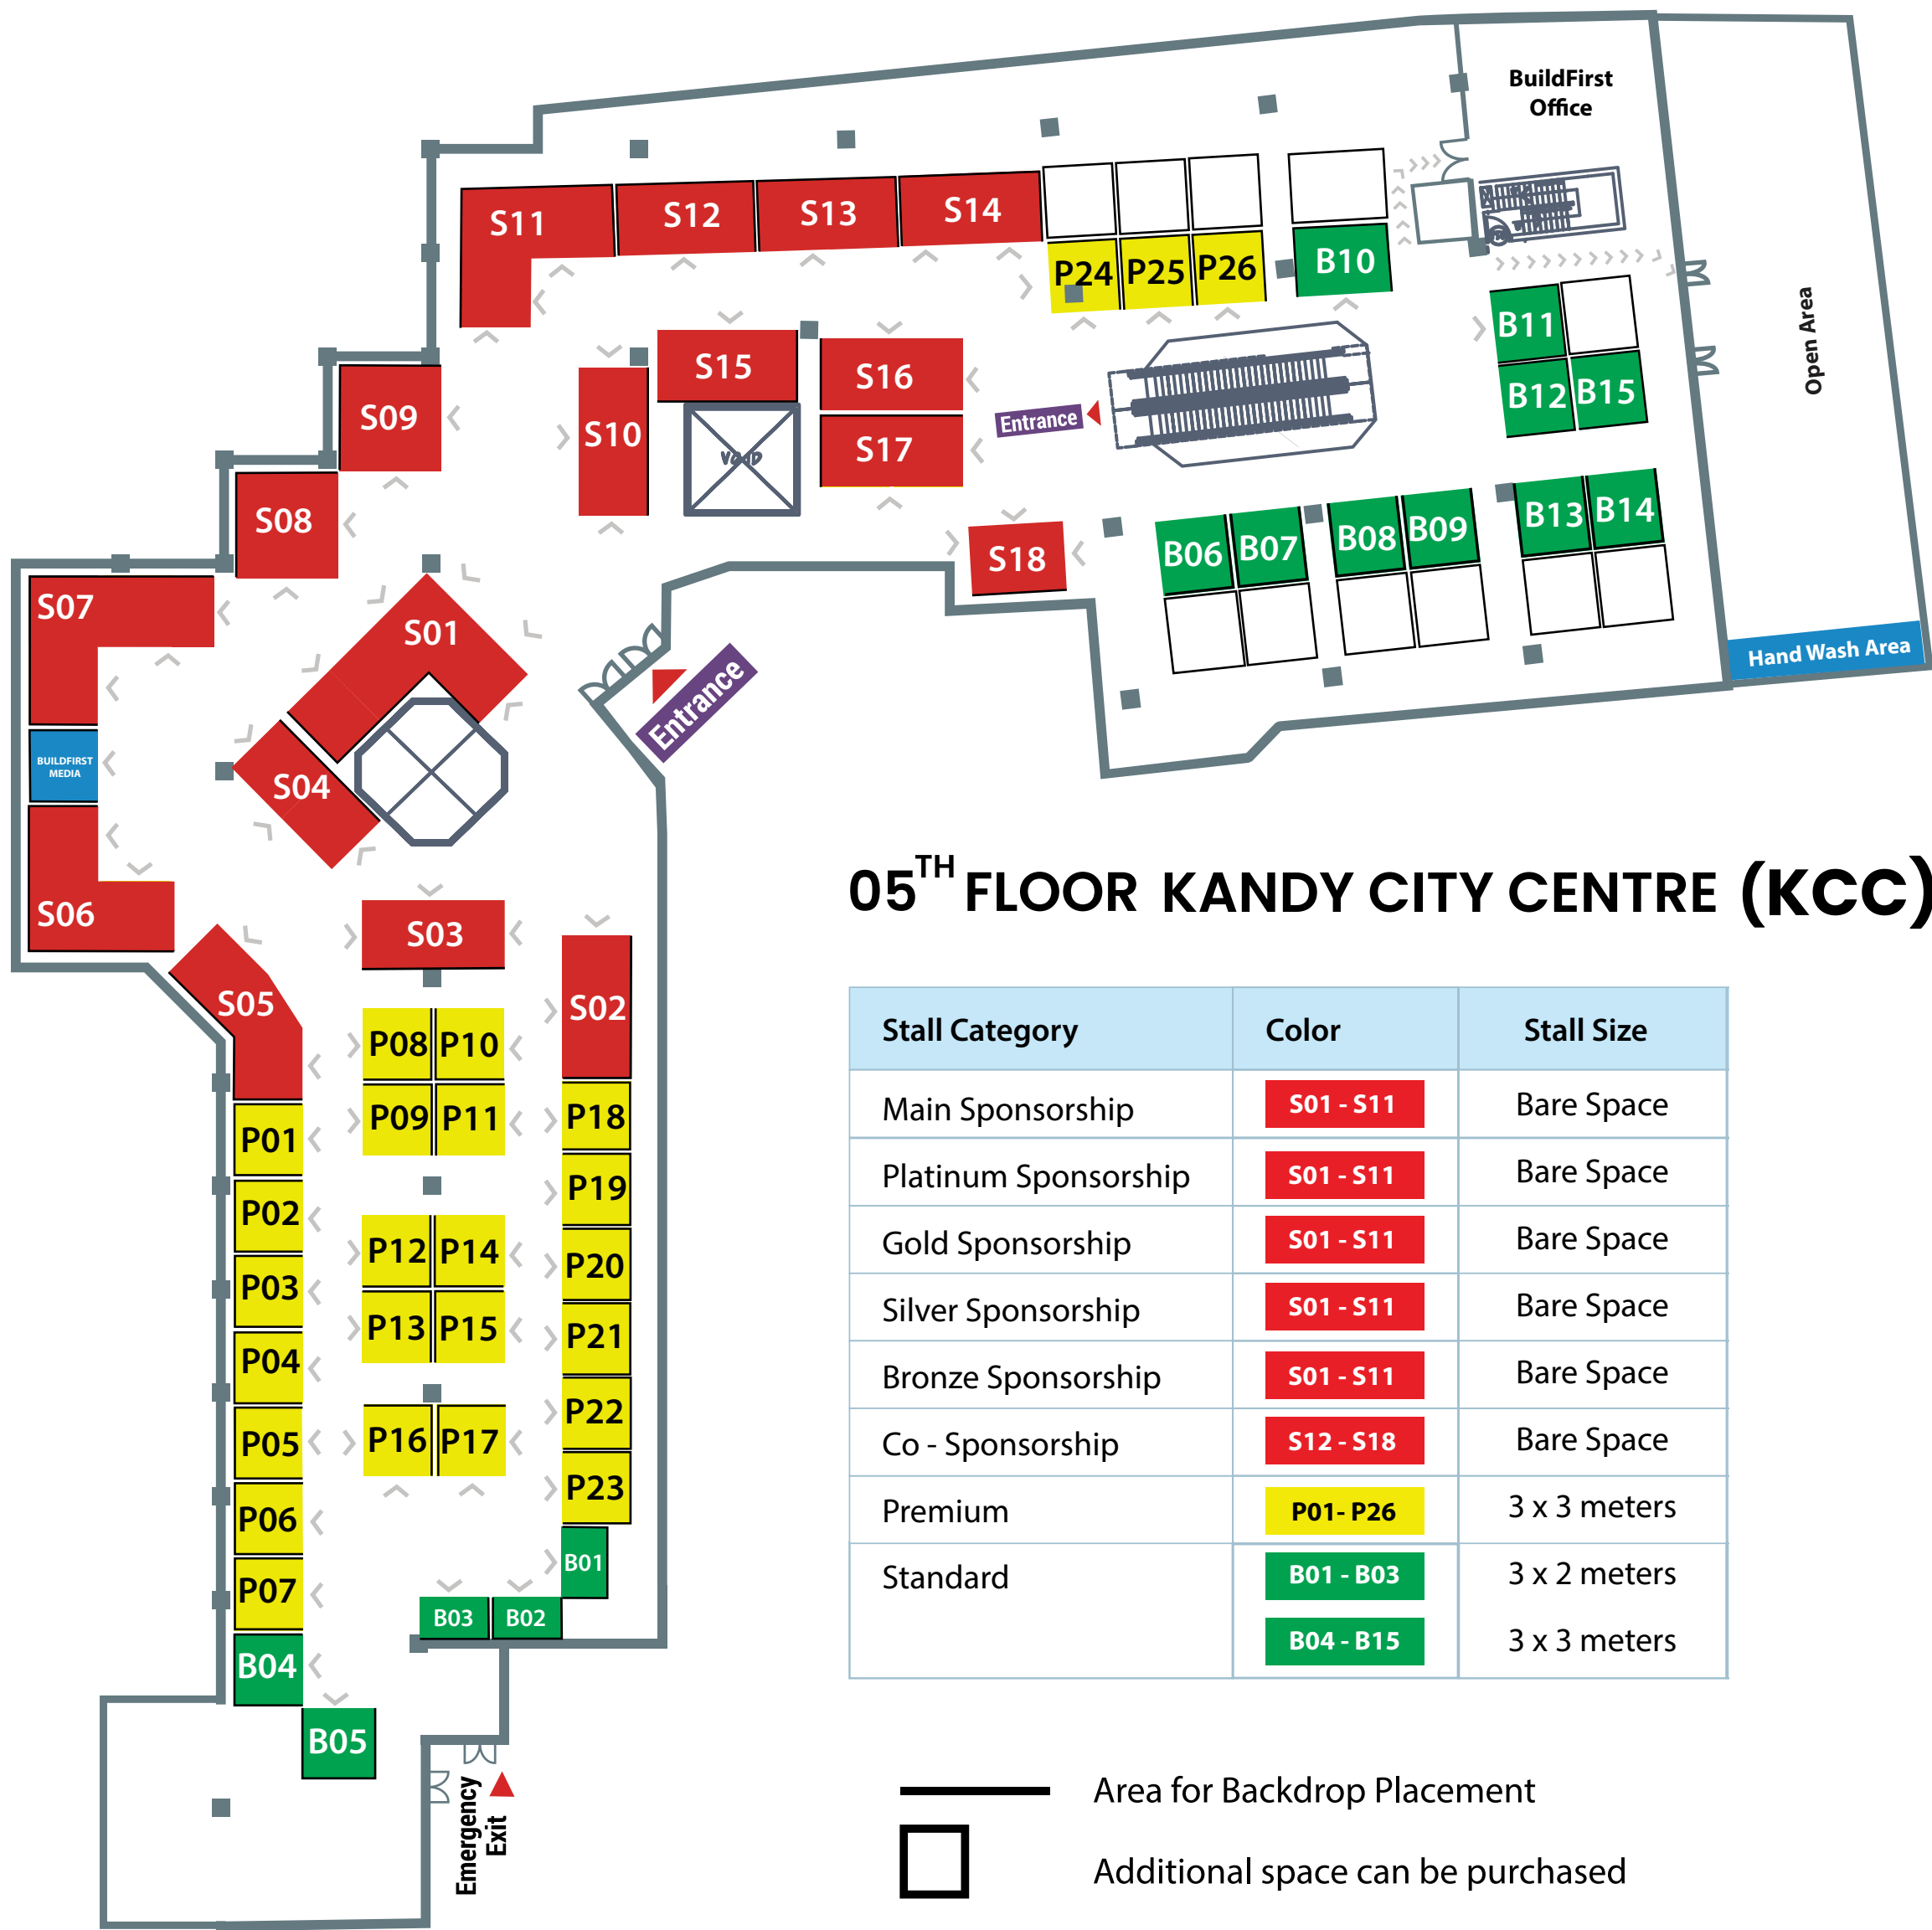 BuildFirst
Office
S11
S12
S13
S14
P24
P25
P26
B10
B11
B12
B15
Open Area
S15
S16
S10
S17
VOID
Entrance
S09
S08
S18
B06
B07
B08
B09
B13
B14
Hand Wash Area
S07
S01
Entrance
BUILDFIRST
MEDIA
S04
S06
S03
S05
S02
05TH FLOOR KANDY CITY CENTRE (KCC)
P08
P10
P09
P11
P18
P01
P19
P02
P12
P14
P20
P03
P13
P15
P21
P04
P22
P05
P16
P17
P23
P06
B01
P07
B03
B02
B04
B05
Emergency
Exit
Stall Category Color Stall Size
Main Sponsorship S01 - S11 Bare Space
Platinum Sponsorship S01 - S11 Bare Space
Gold Sponsorship S01 - S11 Bare Space
Silver Sponsorship S01 - S11 Bare Space
Bronze Sponsorship S01 - S11 Bare Space
Co - Sponsorship S12 - S18 Bare Space
Premium P01- P26 3 x 3 meters
Standard B01 - B03 3 x 2 meters
B04 - B15 3 x 3 meters
Area for Backdrop Placement
Additional space can be purchased